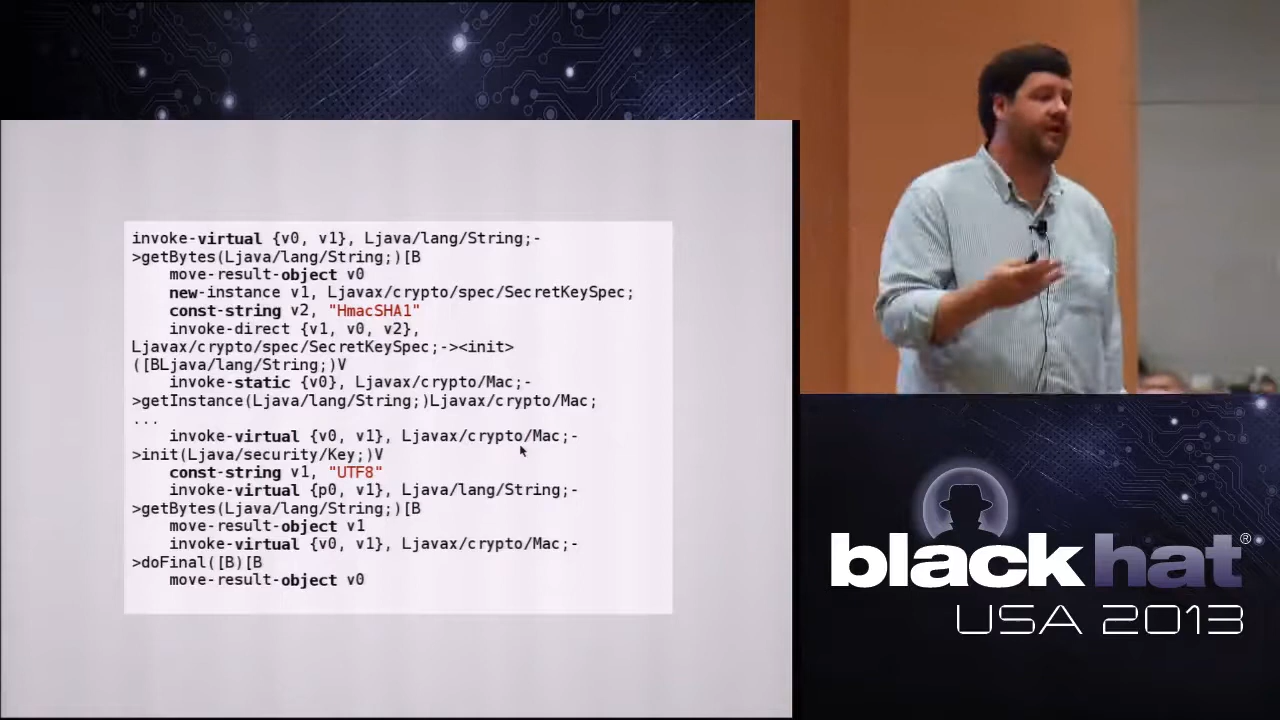 invoke-virtual {v0, v1}, Ljava/lang/String;-
>getBytes(Ljava/lang/String;)[B
move-result-object v0
new-instance v1, Ljavax/crypto/spec/SecretKeySpec;
const-string v2, "HmacSHA1"
invoke-direct {v1, v0, v2},
Ljavax/crypto/spec/SecretKeySpec;-><init>
([BLjava/lang/String;)V
invoke-static {v0}, Ljavax/crypto/Mac;-
>getInstance(Ljava/lang/String;)Ljavax/crypto/Mac;
...
invoke-virtual {v0, v1}, Ljavax/crypto/Mac;-
>init(Ljava/security/Key;)V
const-string v1, "UTF8"
invoke-virtual {p0, v1}, Ljava/lang/String;-
>getBytes(Ljava/lang/String;)[B
move-result-object v1
invoke-virtual {v0, v1}, Ljavax/crypto/Mac;-
>doFinal([B)[B
move-result-object v0
blackhat®
USA 2013